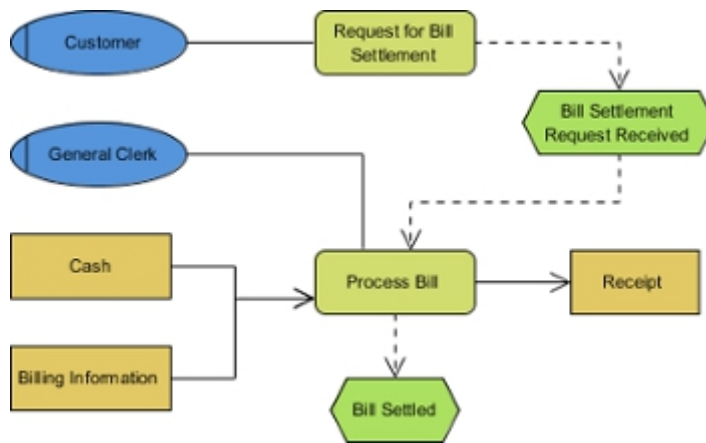 Customer
Request for Bill
Settlement
Bill Settlement
Request Received
General Clerk
Cash
Process Bill
Receipt
Billing Information
Bill Settled